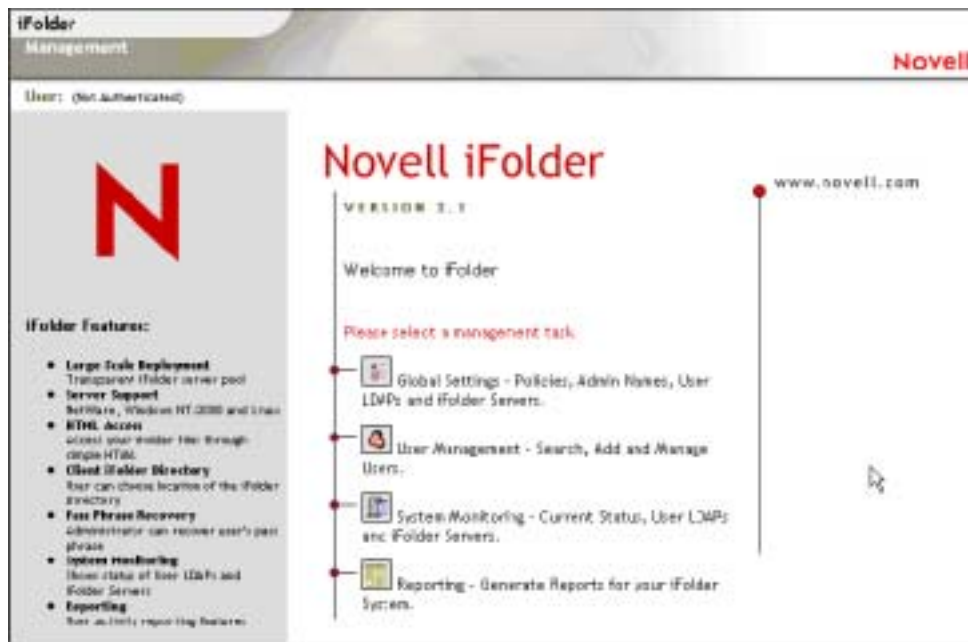 iFolder
Management
Novell
User: (Not Authenticated)
N
Novell iFolder
VERSION 2.1
Welcome to iFolder
Please select a management task.
Global Settings - Policies, Admin Names, User
LDAPs and iFolder Servers.
User Management - Search, Add and Manage
Users.
System Monitoring - Current Status, User LDAPs
and iFolder Servers.
Reporting - Generate Reports for your iFolder
System.
www.novell.com
iFolder Features:
Large Scale Deployment
Transparent iFolder server pool
Server Support
NetWare, Windows NT/2000 and Linux
HTML Access
Access your iFolder files through
simple HTML
Client iFolder Directory
User can choose location of the iFolder
directory
Pass Phrase Recovery
Administrator can recover user's pass
phrase
System Monitoring
Shows status of User LDAPs and
iFolder Servers
Reporting
User activity reporting features